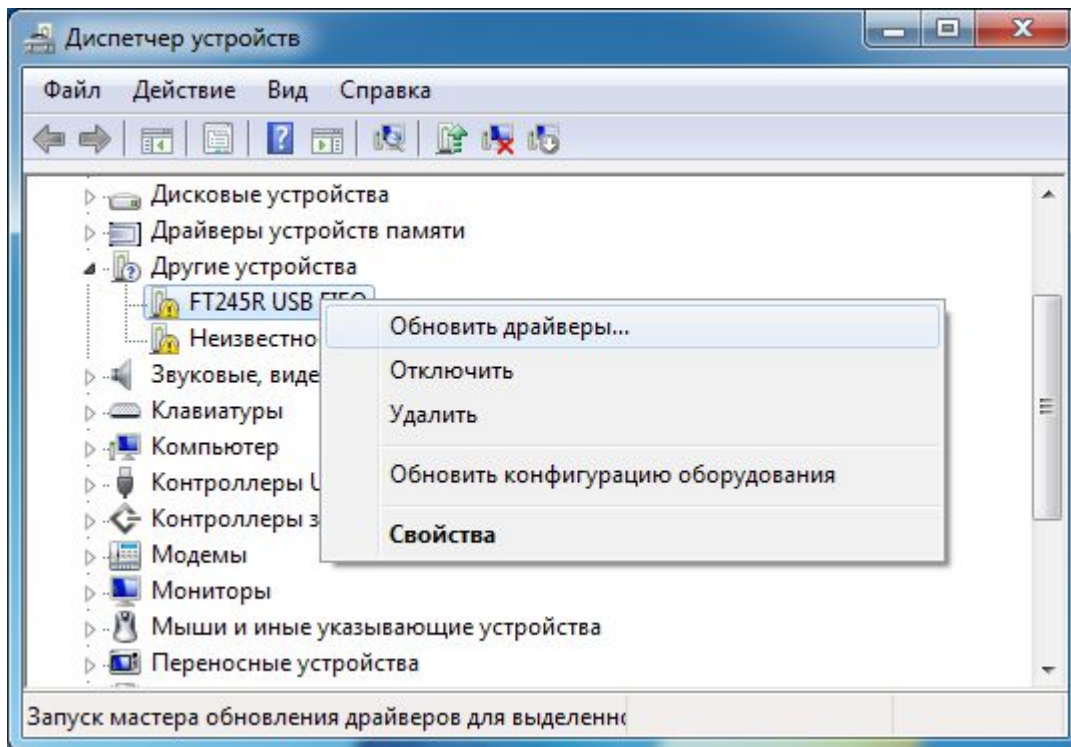 Диспетчер устройств
Файл Действие Вид Справка
Дисковые устройства
Драйверы устройств памяти
Другие устройства
FT245R USB FIFO
Неизвестно
Звуковые, виде
Клавиатуры
Компьютер
Контроллеры U
Контроллеры з
Модемы
Мониторы
Мыши и иные указывающие устройства
Переносные устройства
Обновить драйверы...
Отключить
Удалить
Обновить конфигурацию оборудования
Свойства
Запуск мастера обновления драйверов для выделенно